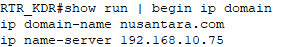 RTR_KDR#show run | begin ip domain
ip domain-name nusantara.com
ip name-server 192.168.10.75